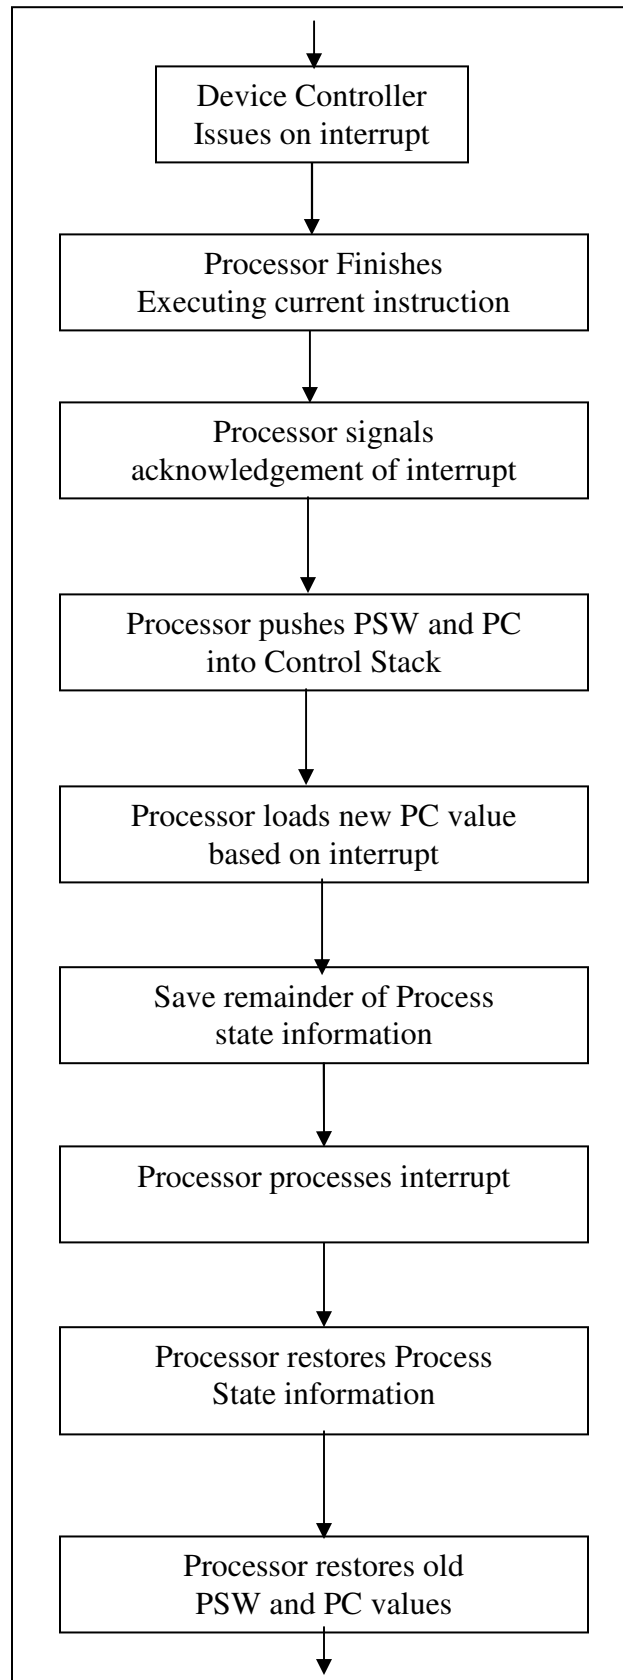 Device Controller
Issues on interrupt
Processor Finishes
Executing current instruction
Processor signals
acknowledgement of interrupt
Processor pushes PSW and PC
into Control Stack
Processor loads new PC value
based on interrupt
Save remainder of Process
state information
Processor processes interrupt
Processor restores Process
State information
Processor restores old
PSW and PC values